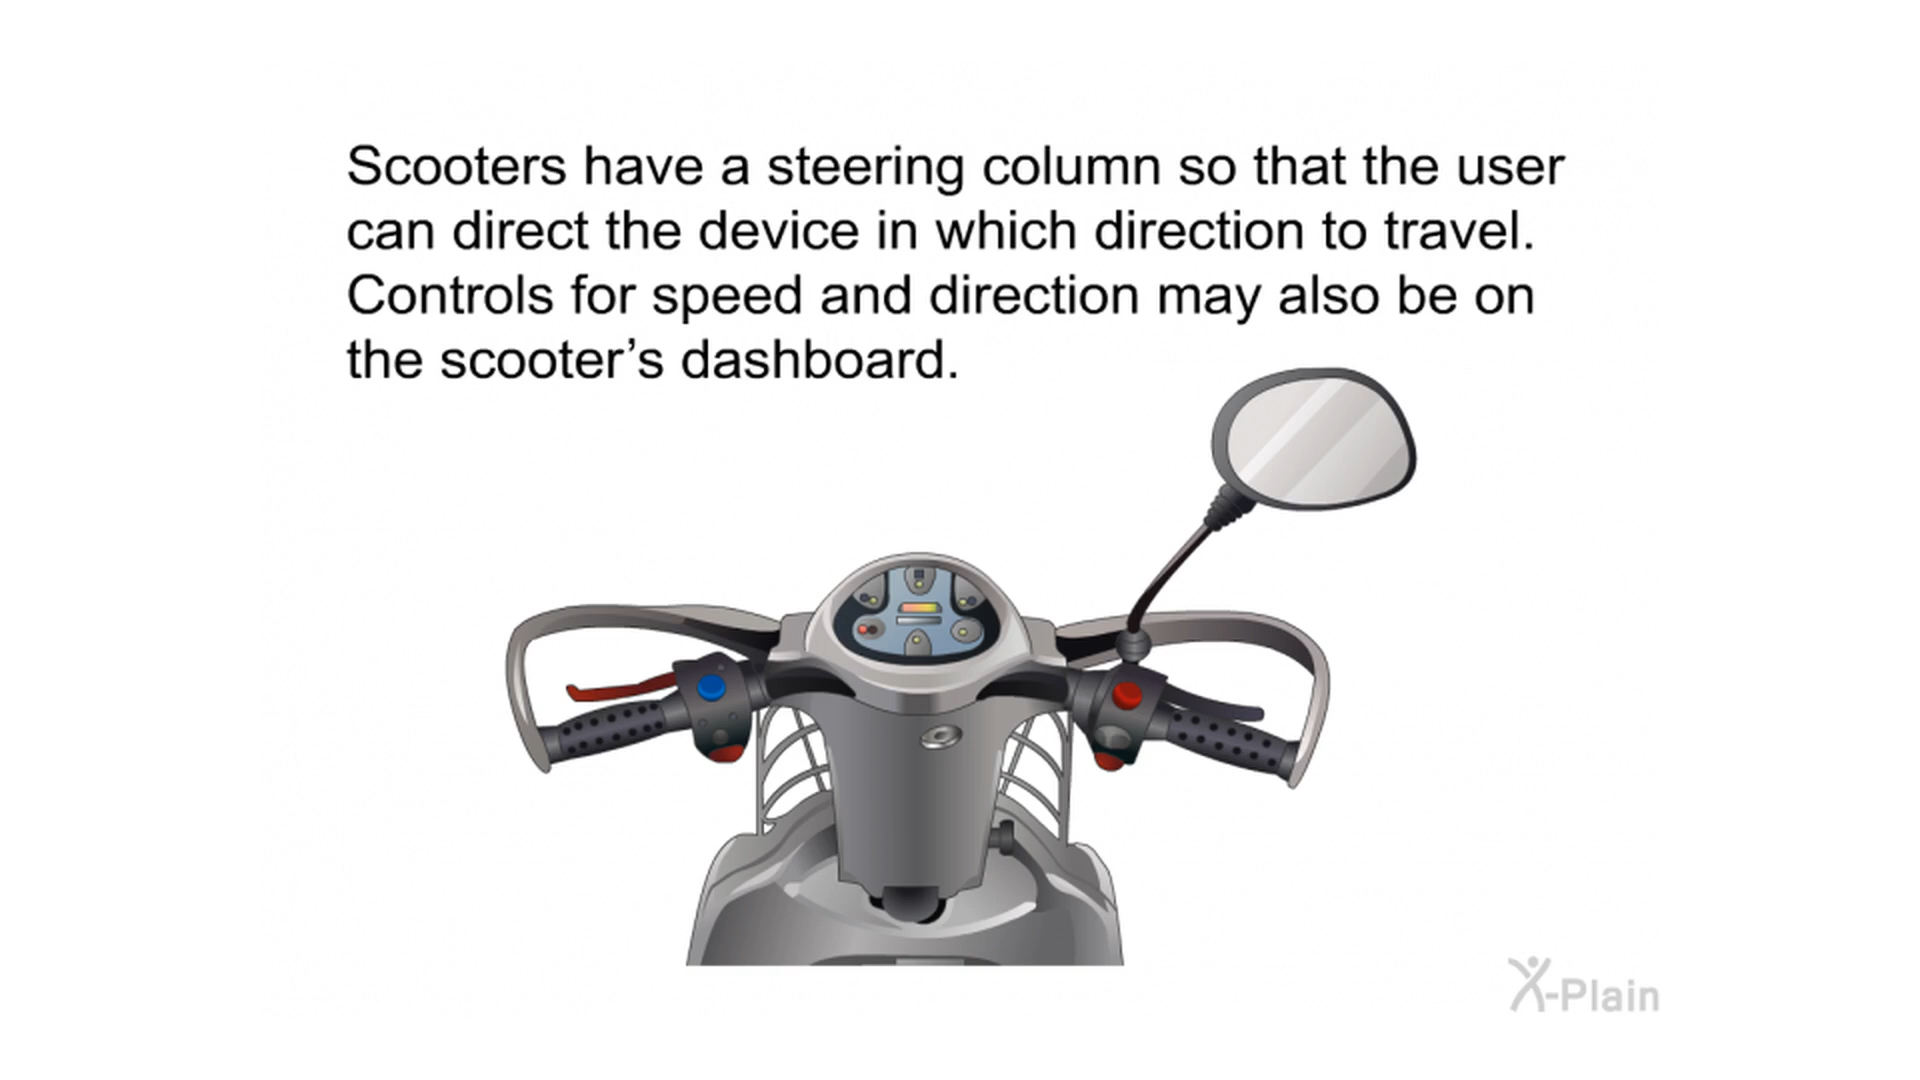 Scooters have a steering column so that the user
can direct the device in which direction to travel.
Controls for speed and direction may also be on
the scooter’s dashboard.
X-Plain